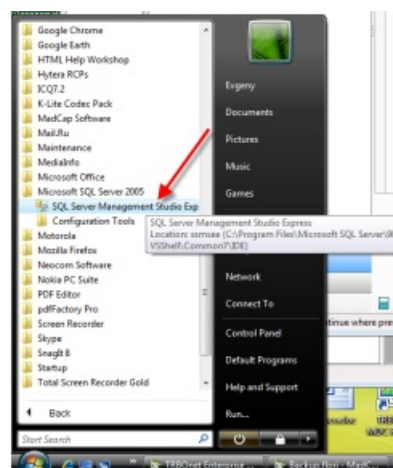 Google Chrome
Google Earth
HTML Help Workshop
Hytera RCPs
ICQ7.2
K-Lite Codec Pack
MadCap Software
Mail.Ru
Maintenance
MediaInfo
Microsoft Office
Microsoft SQL Server 2005
SQL Server Management Studio Exp
Configuration Tools
Motorola
Mozilla Firefox
Neocom Software
Nokia PC Suite
PDF Editor
pdfFactory Pro
Screen Recorder
Skype
SnagIt 8
Startup
Total Screen Recorder Gold
Back
Start Search
Evgeny
Documents
Pictures
Music
Games
SQL Server Management Studio Express
Location: ssmsee (C:\Program Files\Microsoft SQL Server\9
VSShell\Common7\IDE)
Network
Connect To
Control Panel
Default Programs
Help and Support
Run...
tinue where pre
TRBOnet Enterprise